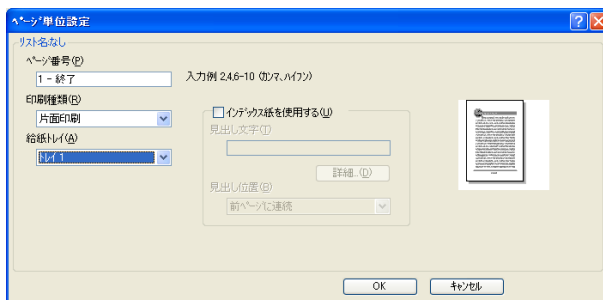 ページ単位設定
リスト名:なし
ページ番号(P)
1 - 終了
入力例 2,4,6-10 (カンマ、ハイフン)
印刷種類(R)
片面印刷
インデックス紙を使用する(U)
見出し文字(T)
給紙トレイ(A)
トレイ 1
詳細...(D)
見出し位置(B)
前ページに連続
OK
キャンセル